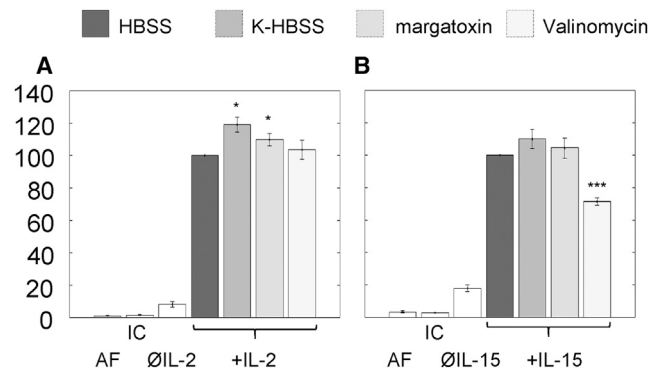 HBSS K-HBSS margatoxin Valinomycin
A B
140
120 * *
100
80 ***
60
40
20
0
IC IC
AF ØIL-2 +IL-2 AF ØIL-15 +IL-15